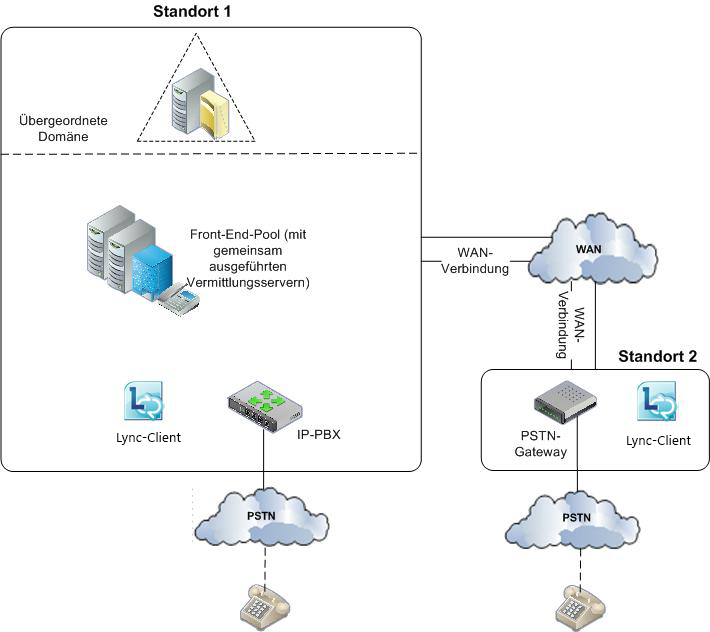 Standort 1
Übergeordnete
Domäne
Front-End-Pool (mit
gemeinsam
ausgeführten
Vermittlungsservern)
WAN-
Verbindung
WAN
WAN-
Verbindung
Standort 2
Lync-Client
IP-PBX
PSTN-
Gateway
Lync-Client
PSTN
PSTN